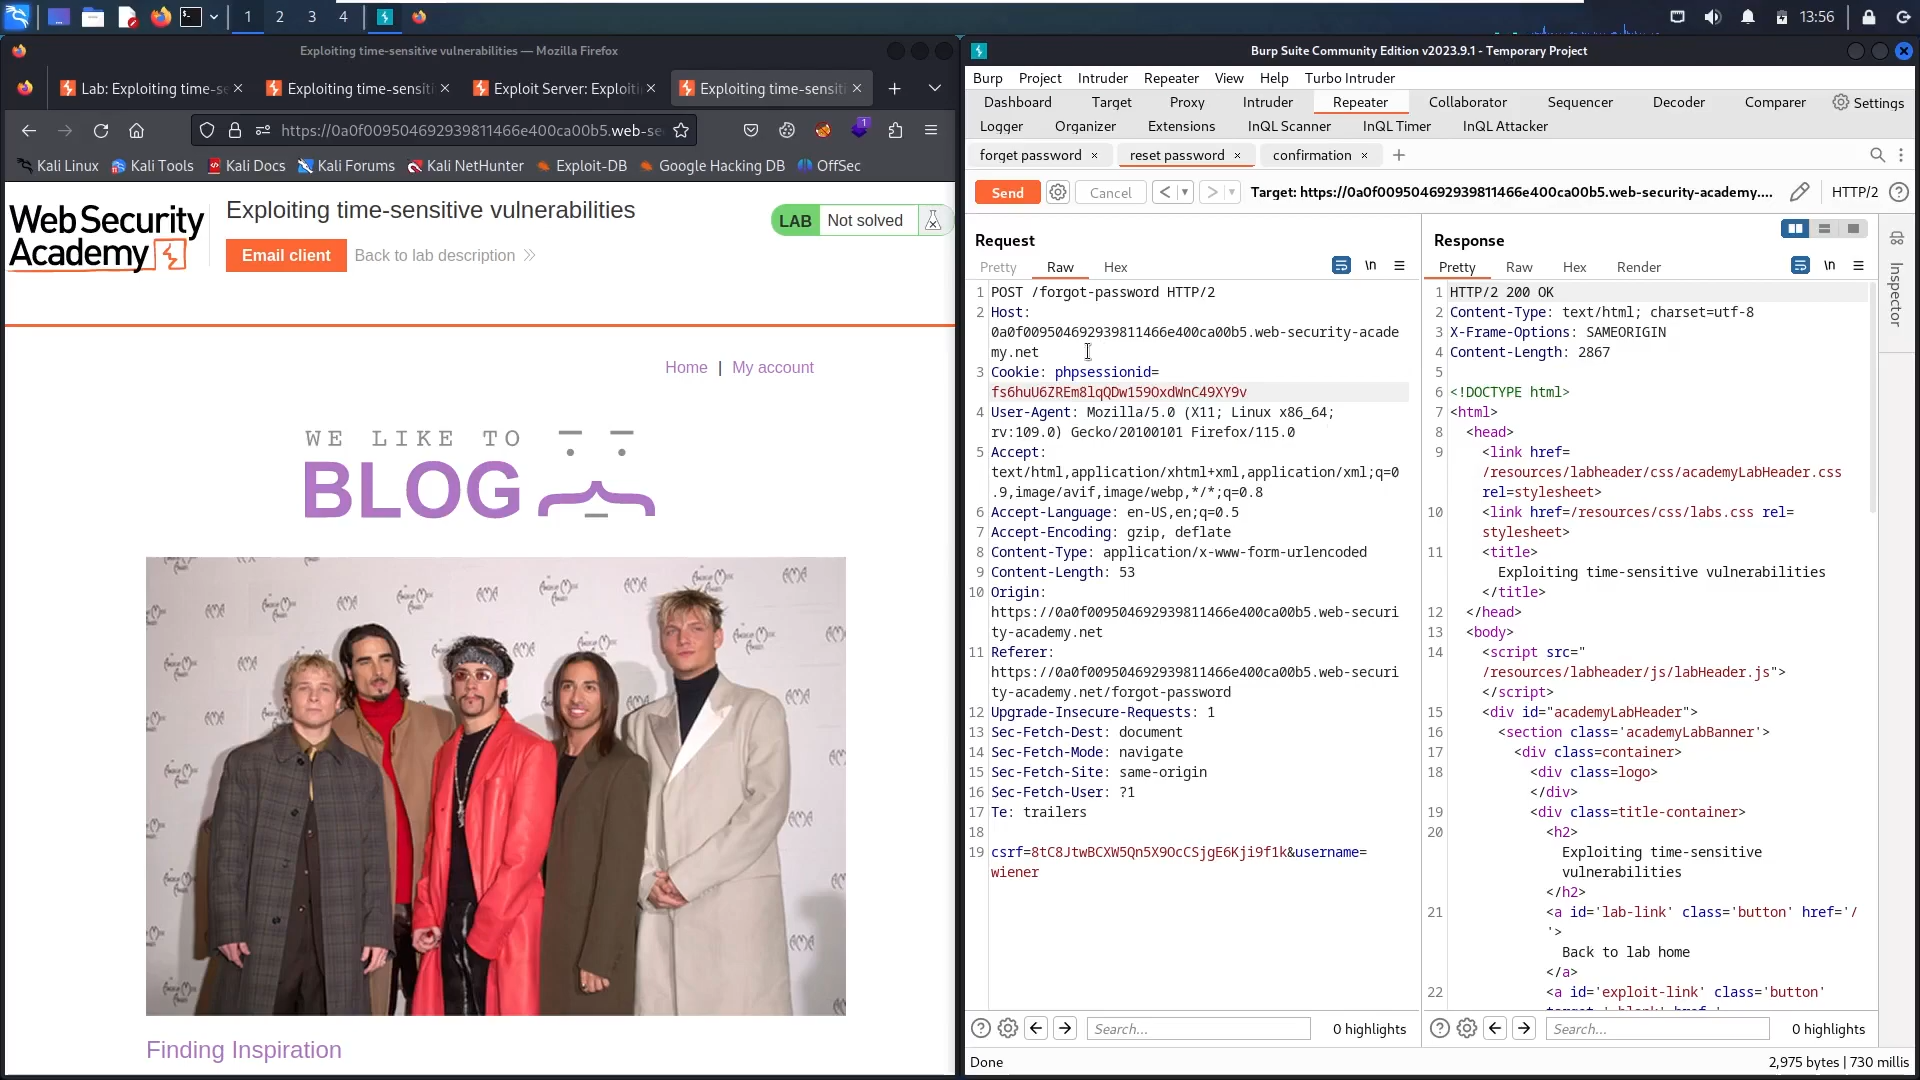 1 2 3 4 13:56
Exploiting time-sensitive vulnerabilities — Mozilla Firefox
Lab: Exploiting time-se
Exploiting time-sensiti
Exploit Server: Exploiti
Exploiting time-sensiti
https://0a0f009504692939811466e400ca00b5.web-se
1
Kali Linux Kali Tools Kali Docs Kali Forums Kali NetHunter Exploit-DB Google Hacking DB OffSec
WebSecurity
Academy
Exploiting time-sensitive vulnerabilities
Email client Back to lab description
LAB Not solved
Home | My account
WE LIKE TO
BLOG
Finding Inspiration
Burp Suite Community Edition v2023.9.1 - Temporary Project
Burp Project Intruder Repeater View Help Turbo Intruder
Dashboard Target Proxy Intruder Repeater Collaborator Sequencer Decoder Comparer Settings
Logger Organizer Extensions InQL Scanner InQL Timer InQL Attacker
forget password × reset password × confirmation × +
Send Cancel < > Target: https://0a0f009504692939811466e400ca00b5.web-security-academy.... HTTP/2
Request
Pretty Raw Hex \n
1 POST /forgot-password HTTP/2
2 Host:
0a0f009504692939811466e400ca00b5.web-security-acade
my.net
3 Cookie: phpsessionid=
fs6huU6ZREm8lqQDw159OxdWnC49XY9v
4 User-Agent: Mozilla/5.0 (X11; Linux x86_64;
rv:109.0) Gecko/20100101 Firefox/115.0
5 Accept:
text/html,application/xhtml+xml,application/xml;q=0
.9,image/avif,image/webp,*/*;q=0.8
6 Accept-Language: en-US,en;q=0.5
7 Accept-Encoding: gzip, deflate
8 Content-Type: application/x-www-form-urlencoded
9 Content-Length: 53
10 Origin:
https://0a0f009504692939811466e400ca00b5.web-securi
ty-academy.net
11 Referer:
https://0a0f009504692939811466e400ca00b5.web-securi
ty-academy.net/forgot-password
12 Upgrade-Insecure-Requests: 1
13 Sec-Fetch-Dest: document
14 Sec-Fetch-Mode: navigate
15 Sec-Fetch-Site: same-origin
16 Sec-Fetch-User: ?1
17 Te: trailers
18
19 csrf=8tC8JtwBCXW5Qn5X9OcCSjgE6Kji9f1k&username=
wiener
Search... 0 highlights
Response
Pretty Raw Hex Render \n
1 HTTP/2 200 OK
2 Content-Type: text/html; charset=utf-8
3 X-Frame-Options: SAMEORIGIN
4 Content-Length: 2867
5
6 <!DOCTYPE html>
7 <html>
8 <head>
9 <link href=
/resources/labheader/css/academyLabHeader.css
rel=stylesheet>
10 <link href=/resources/css/labs.css rel=
stylesheet>
11 <title>
Exploiting time-sensitive vulnerabilities
</title>
12 </head>
13 <body>
14 <script src="
/resources/labheader/js/labHeader.js">
</script>
15 <div id="academyLabHeader">
16 <section class='academyLabBanner'>
17 <div class=container>
18 <div class=logo>
</div>
19 <div class=title-container>
20 <h2>
Exploiting time-sensitive
vulnerabilities
</h2>
21 <a id='lab-link' class='button' href='/
'>
Back to lab home
</a>
22 <a id='exploit-link' class='button'
Search... 0 highlights
Inspector
Done 2,975 bytes | 730 millis